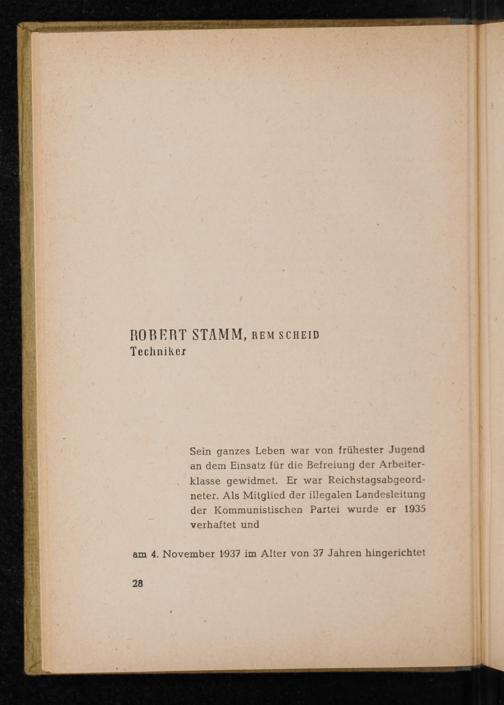 ROBERT STAMM, REMSCHEID
Techniker
Sein ganzes Leben war von frühester Jugend
an dem Einsatz für die Befreiung der Arbeiter-
klasse gewidmet. Er war Reichstagsabgeord-
neter. Als Mitglied der illegalen Landesleitung
der Kommunistischen Partei wurde er 1935
verhaftet und
am 4. November 1937 im Alter von 37 Jahren hingerichtet
28